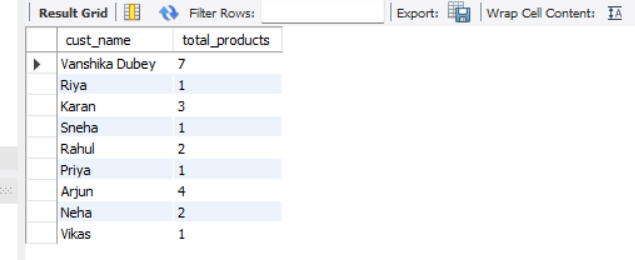 Result Grid Filter Rows: Export: Wrap Cell Content: IA
cust_name total_products
Vanshika Dubey 7
Riya 1
Karan 3
Sneha 1
Rahul 2
Priya 1
Arjun 4
Neha 2
Vikas 1